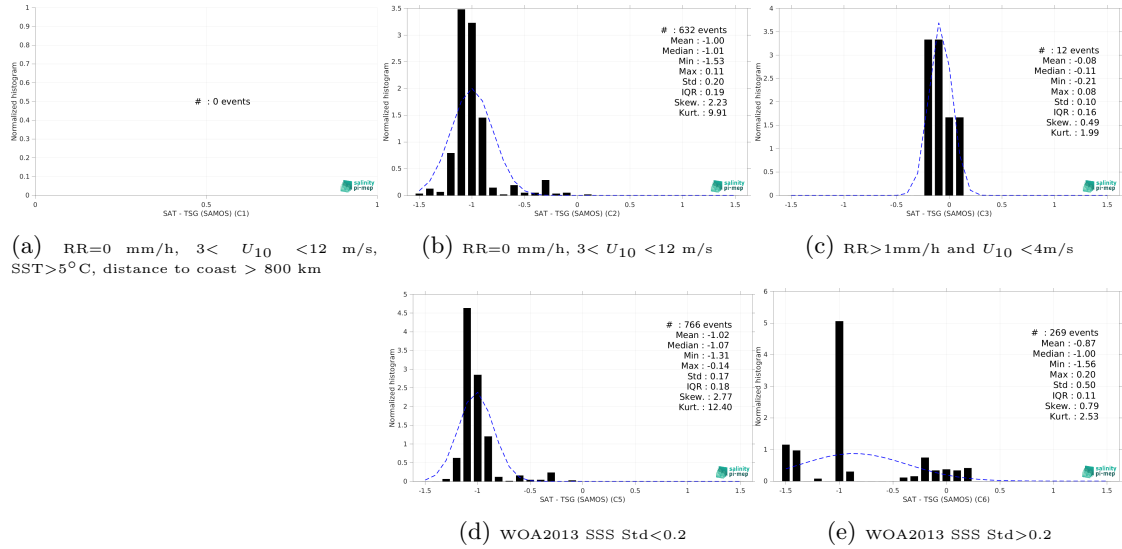 1
0.9
0.8
0.7
0.6
0.5
0.4
0.3
0.2
0.1
0
Normalized histogram
# : 0 events
salinity
pi-mep
0 0.5 1
SAT - TSG (SAMOS) (C1)
(a) RR=0 mm/h, 3< U10 <12 m/s,
SST>5°C, distance to coast > 800 km
3.5
3
2.5
2
1.5
1
0.5
0
Normalized histogram
# : 632 events
Mean : -1.00
Median : -1.01
Min : -1.53
Max : 0.11
Std : 0.20
IQR : 0.19
Skew. : 2.23
Kurt. : 9.91
salinity
pi-mep
-1.5 -1 -0.5 0 0.5 1 1.5
SAT - TSG (SAMOS) (C2)
(b) RR=0 mm/h, 3< U10 <12 m/s
4
3.5
3
2.5
2
1.5
1
0.5
0
Normalized histogram
# : 12 events
Mean : -0.08
Median : -0.11
Min : -0.21
Max : 0.08
Std : 0.10
IQR : 0.16
Skew. : 0.49
Kurt. : 1.99
salinity
pi-mep
-1.5 -1 -0.5 0 0.5 1 1.5
SAT - TSG (SAMOS) (C3)
(c) RR>1mm/h and U10 <4m/s
5
4.5
4
3.5
3
2.5
2
1.5
1
0.5
0
Normalized histogram
# : 766 events
Mean : -1.02
Median : -1.07
Min : -1.31
Max : -0.14
Std : 0.17
IQR : 0.18
Skew. : 2.77
Kurt. : 12.40
salinity
pi-mep
-1.5 -1 -0.5 0 0.5 1 1.5
SAT - TSG (SAMOS) (C5)
(d) WOA2013 SSS Std<0.2
6
5
4
3
2
1
0
Normalized histogram
# : 269 events
Mean : -0.87
Median : -1.00
Min : -1.56
Max : 0.20
Std : 0.50
IQR : 0.11
Skew. : 0.79
Kurt. : 2.53
salinity
pi-mep
-1.5 -1 -0.5 0 0.5 1 1.5
SAT - TSG (SAMOS) (C6)
(e) WOA2013 SSS Std>0.2